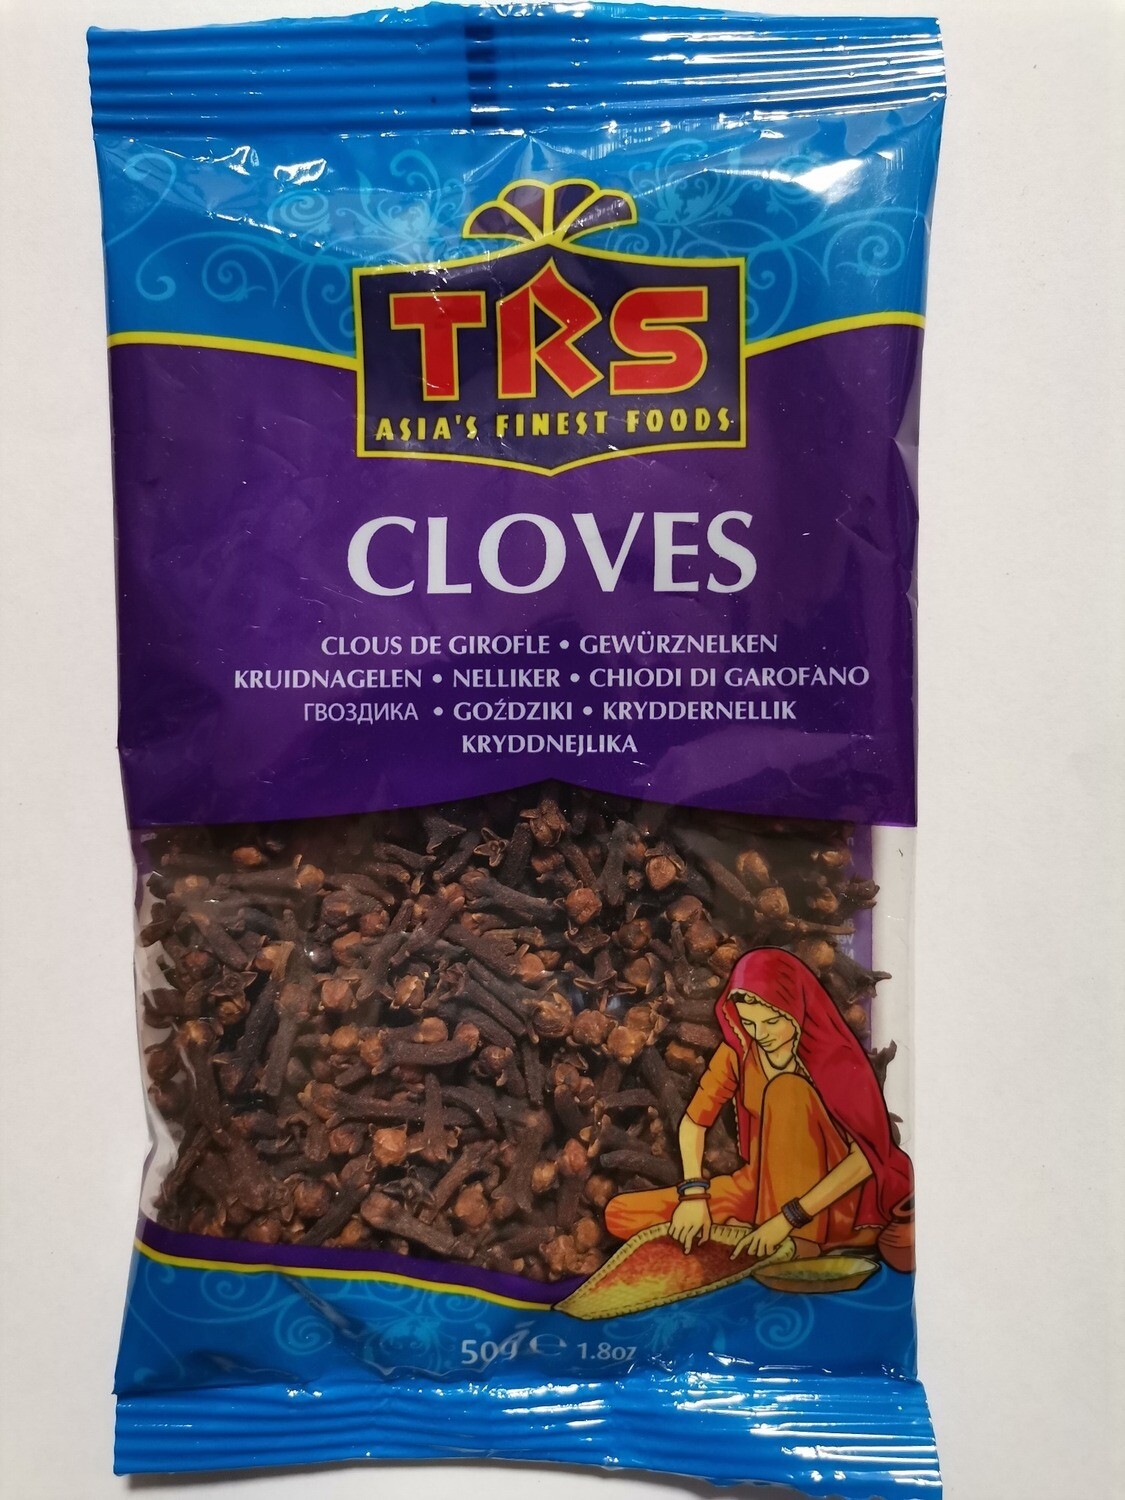 TRS
ASIA'S FINEST FOODS
CLOVES
CLOUS DE GIROFLE • GEWÜRZNELKEN
KRUIDNAGELEN • NELLIKER • CHIODI DI GAROFANO
ГВОЗДИКА • GOŹDZIKI • KRYDDERNELLIK
KRYDDNEJLIKA
50g ℮ 1.8oz